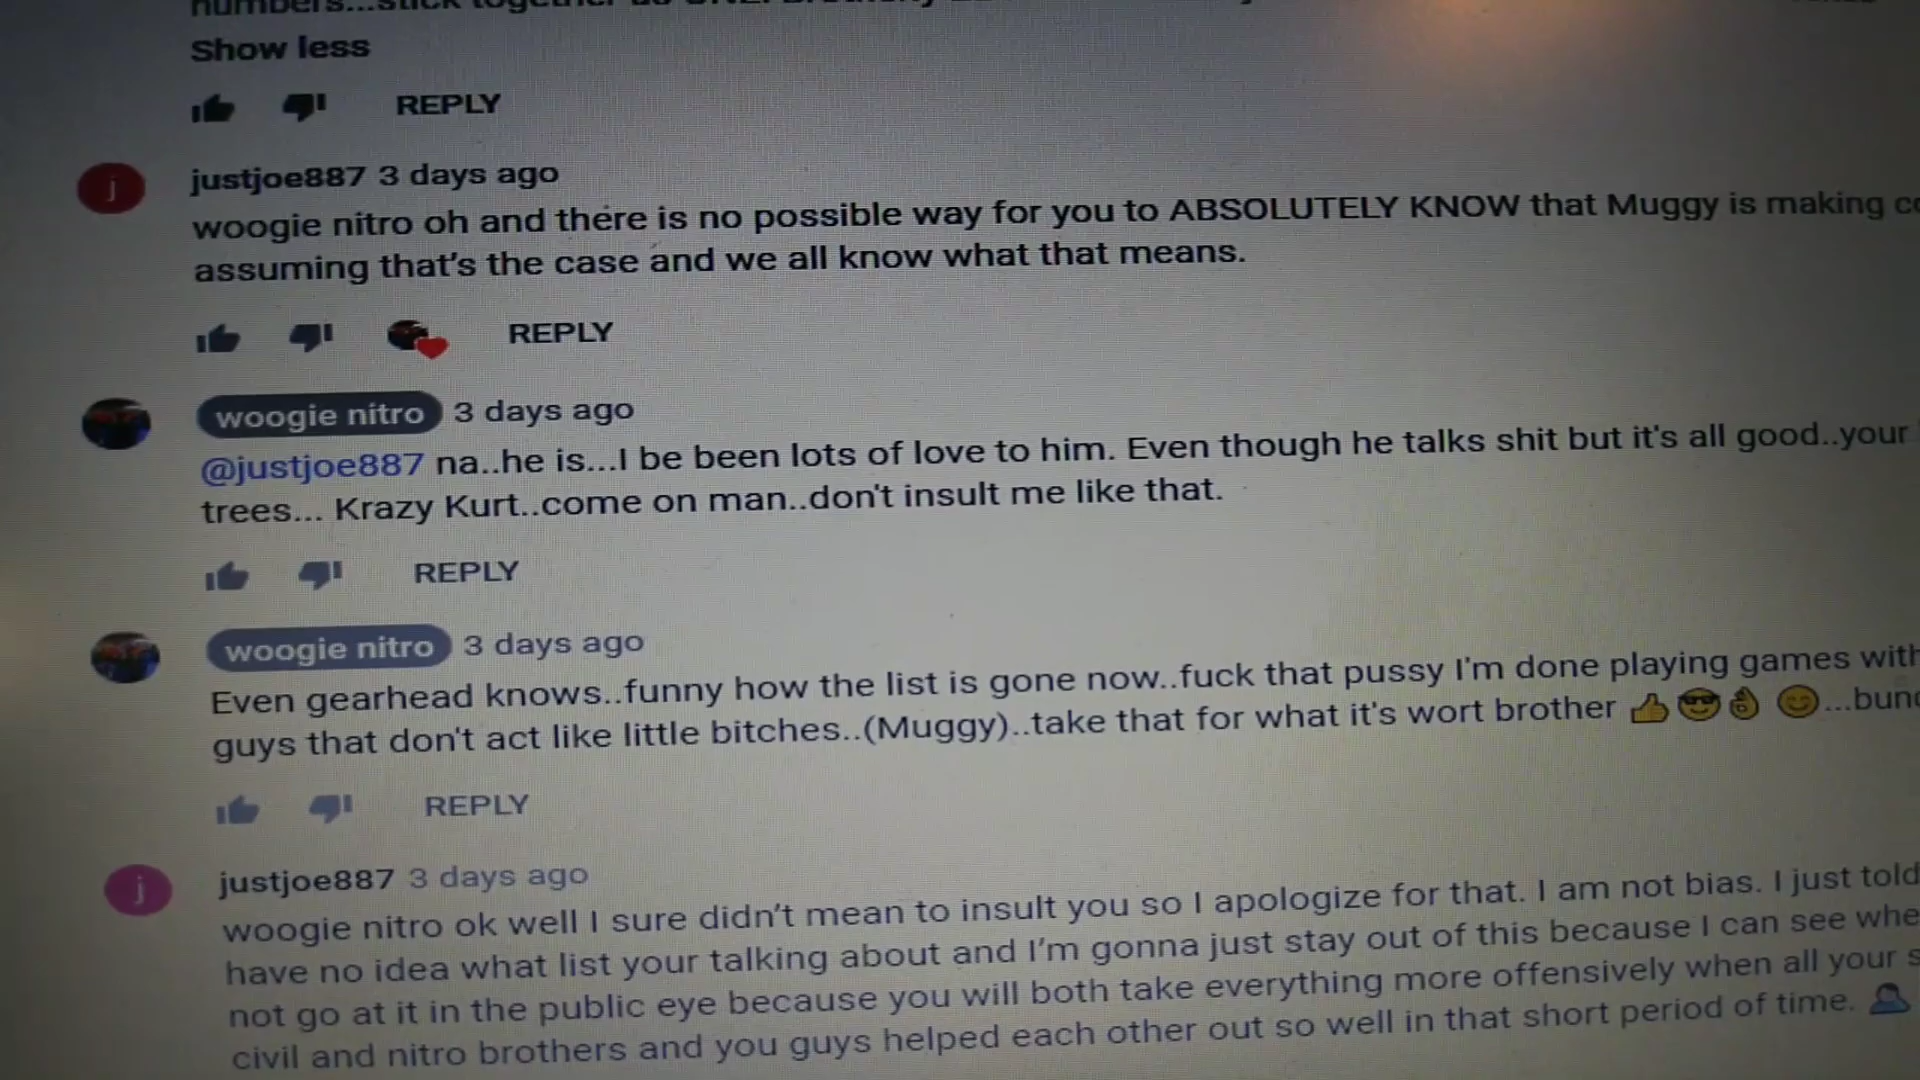 Show less
REPLY
j
justjoe887 3 days ago
woogie nitro oh and there is no possible way for you to ABSOLUTELY KNOW that Muggy is making
assuming that's the case and we all know what that means.
REPLY
woogie nitro 3 days ago
@justjoe887 na..he is...I be been lots of love to him. Even though he talks shit but it's all good..your
trees... Krazy Kurt..come on man..don't insult me like that.
REPLY
woogie nitro 3 days ago
Even gearhead knows..funny how the list is gone now..fuck that pussy I'm done playing games with
guys that don't act like little bitches..(Muggy)..take that for what it's wort brother 👍😎👌 😊...
REPLY
j
justjoe887 3 days ago
woogie nitro ok well I sure didn't mean to insult you so I apologize for that. I am not bias. I just told
have no idea what list your talking about and I'm gonna just stay out of this because I can see
not go at it in the public eye because you will both take everything more offensively when all your
civil and nitro brothers and you guys helped each other out so well in that short period of time.